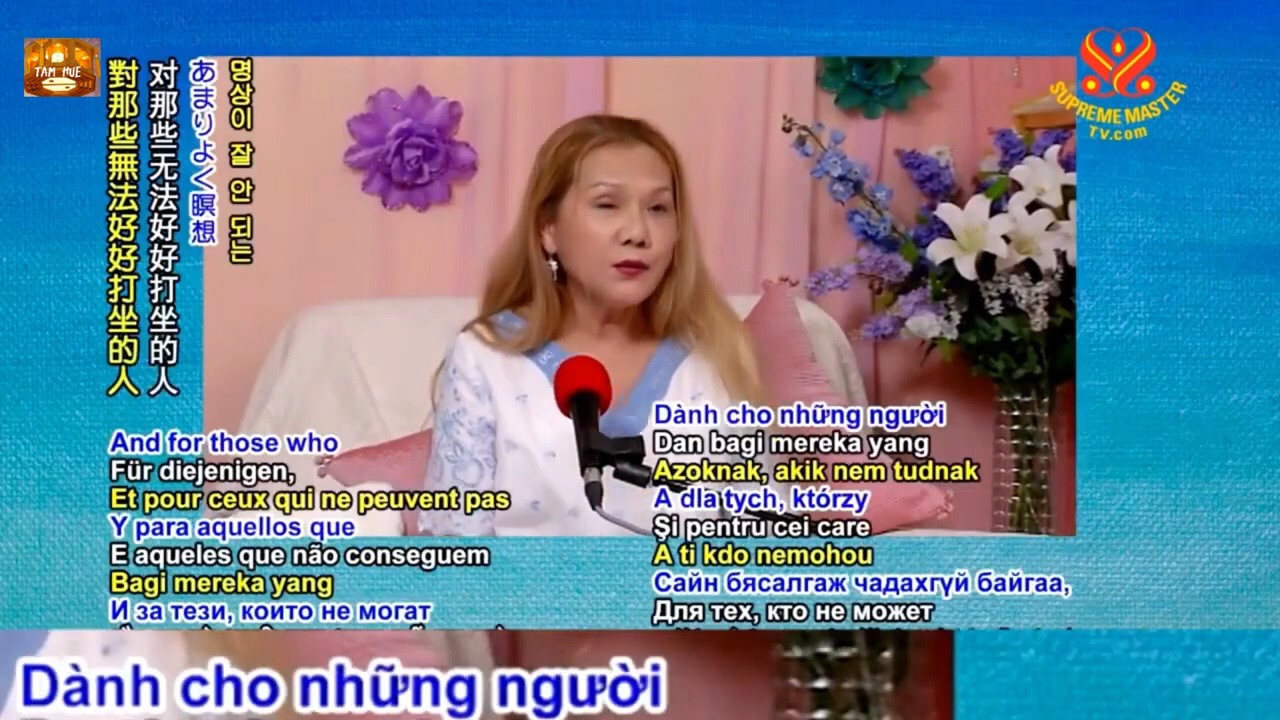 TAM HUE
SUPREME MASTER
TV.com
對那些無法好好打坐的人
对那些无法好好打坐的人
あまりよく瞑想
명상이 잘 안 되는
And for those who
Für diejenigen,
Et pour ceux qui ne peuvent pas
Y para aquellos que
E aqueles que não conseguem
Bagi mereka yang
И за тези, които не могат
Dành cho những người
Dan bagi mereka yang
Azoknak, akik nem tudnak
A dla tych, którzy
Şi pentru cei care
A ti kdo nemohou
Сайн бясалгаж чадахгүй байгаа,
Для тех, кто не может
Dành cho những người